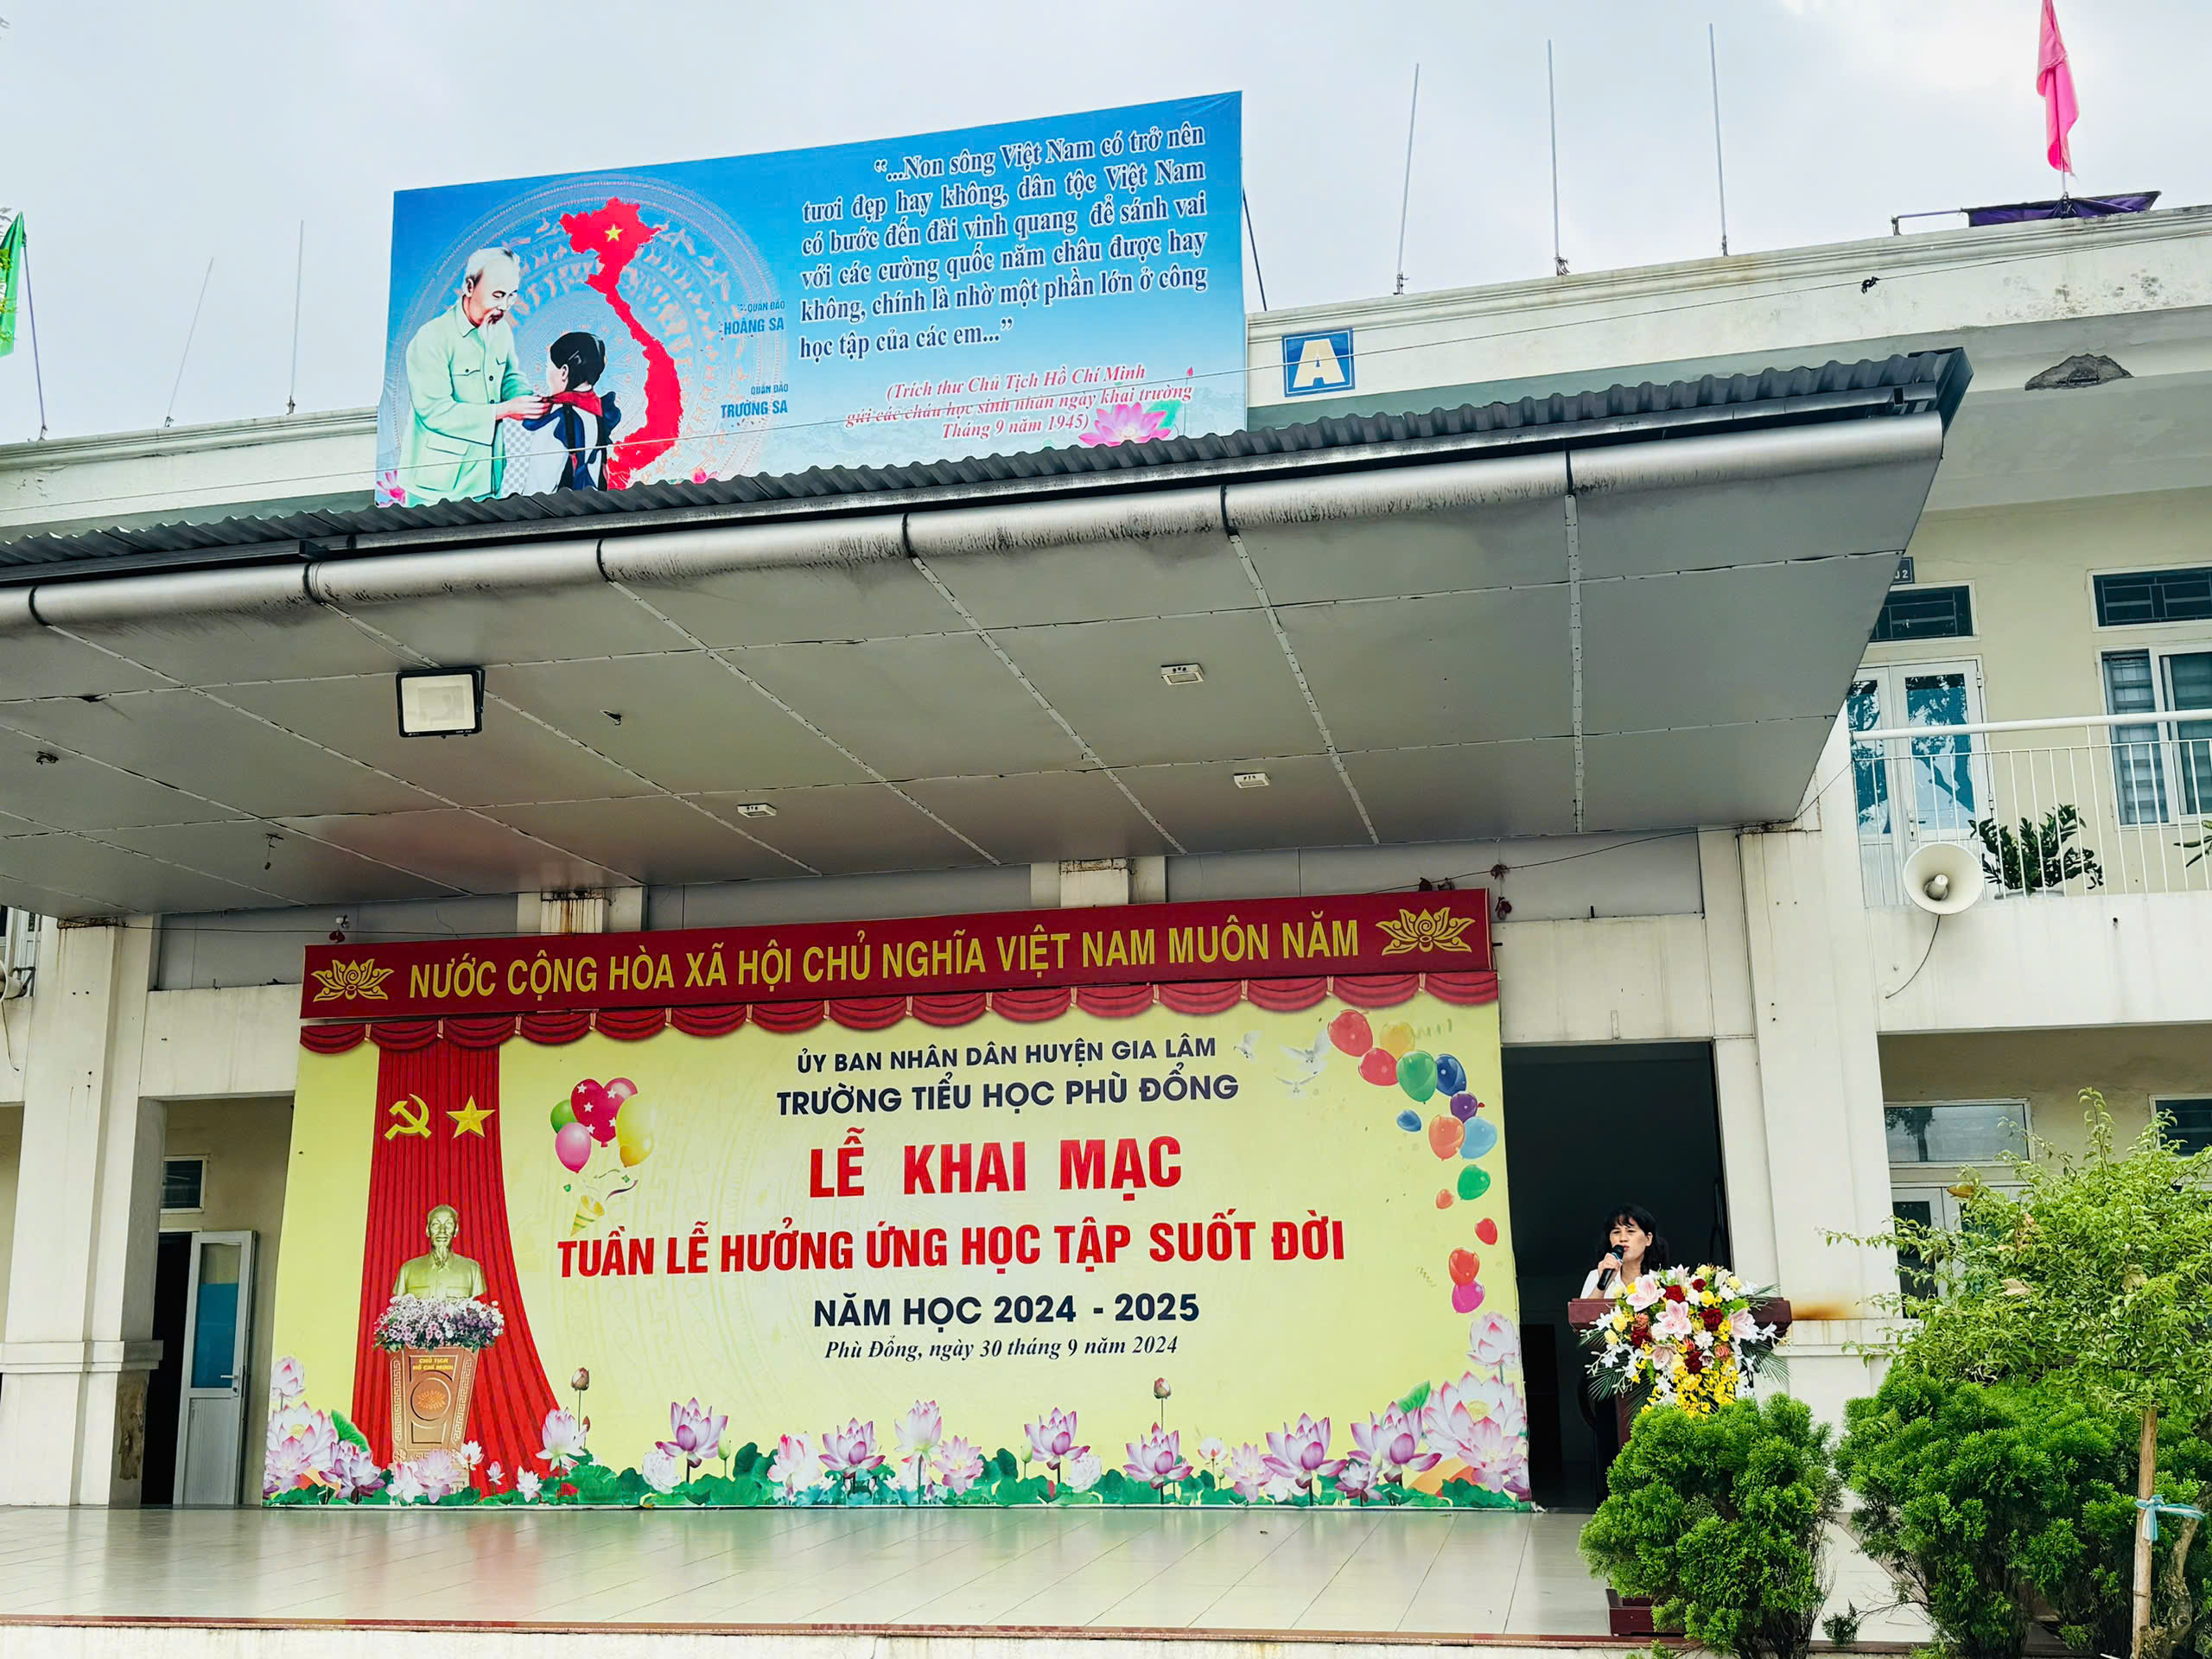 “...Non sông Việt Nam có trở nên
tươi đẹp hay không, dân tộc Việt Nam
có bước đến đài vinh quang để sánh vai
với các cường quốc năm châu được hay
không, chính là nhờ một phần lớn ở công
học tập của các em...”
(Trích thư Chủ Tịch Hồ Chí Minh
gửi các cháu học sinh nhân ngày khai trường
Tháng 9 năm 1945)
QUẦN ĐẢO
HOÀNG SA
QUẦN ĐẢO
TRƯỜNG SA
A
NƯỚC CỘNG HÒA XÃ HỘI CHỦ NGHĨA VIỆT NAM MUÔN NĂM
ỦY BAN NHÂN DÂN HUYỆN GIA LÂM
TRƯỜNG TIỂU HỌC PHÙ ĐỔNG
LỄ KHAI MẠC
TUẦN LỄ HƯỞNG ỨNG HỌC TẬP SUỐT ĐỜI
NĂM HỌC 2024 - 2025
Phù Đổng, ngày 30 tháng 9 năm 2024
CHỦ TỊCH
HỒ CHÍ MINH